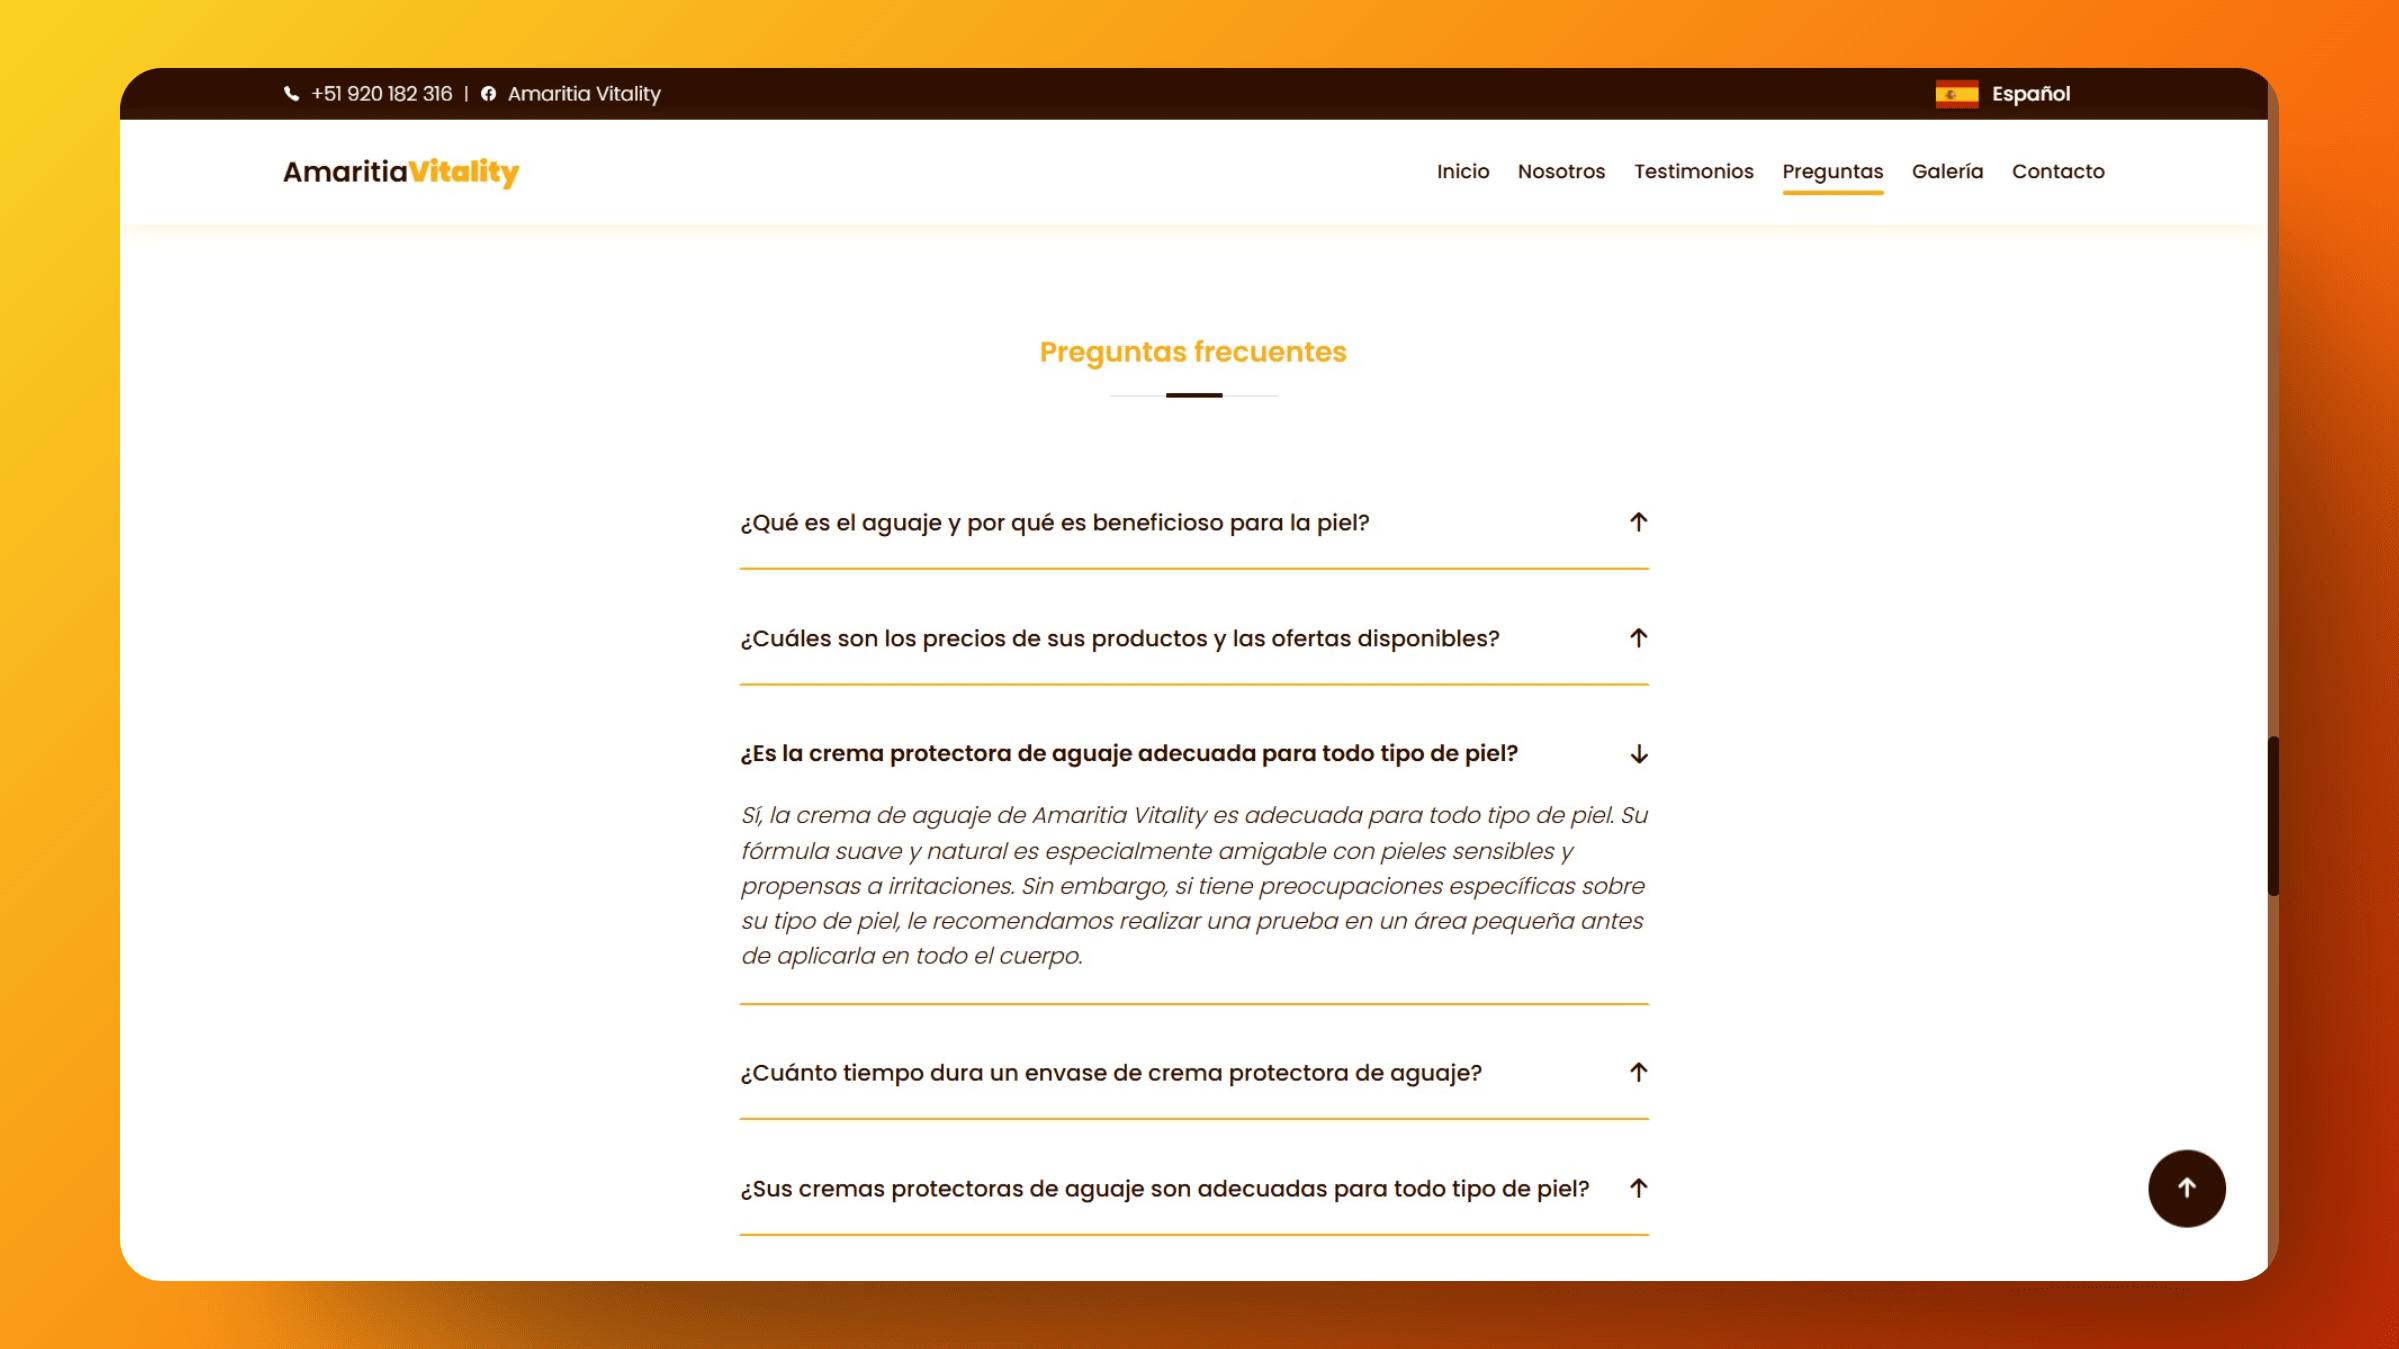 +51 920 182 316 | Amaritia Vitality
Español
AmaritiaVitality
Inicio Nosotros Testimonios Preguntas Galería Contacto
Preguntas frecuentes
¿Qué es el aguaje y por qué es beneficioso para la piel?
¿Cuáles son los precios de sus productos y las ofertas disponibles?
¿Es la crema protectora de aguaje adecuada para todo tipo de piel?
Sí, la crema de aguaje de Amaritia Vitality es adecuada para todo tipo de piel. Su
fórmula suave y natural es especialmente amigable con pieles sensibles y
propensas a irritaciones. Sin embargo, si tiene preocupaciones específicas sobre
su tipo de piel, le recomendamos realizar una prueba en un área pequeña antes
de aplicarla en todo el cuerpo.
¿Cuánto tiempo dura un envase de crema protectora de aguaje?
¿Sus cremas protectoras de aguaje son adecuadas para todo tipo de piel?